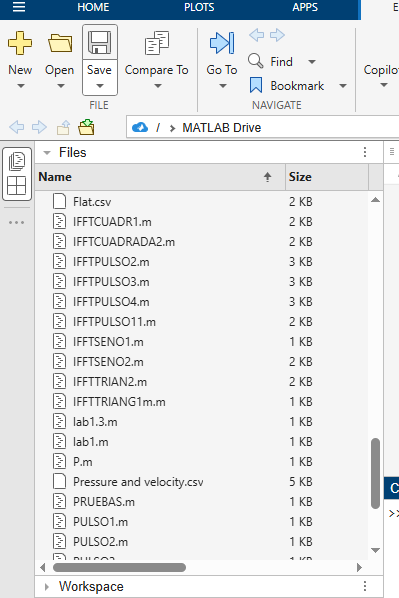 HOME PLOTS APPS
New Open Save Compare To Go To Find Bookmark
FILE NAVIGATE
/ MATLAB Drive
Files
Name Size
Flat.csv 2 KB
IFFTCUADR1.m 2 KB
IFFTCUADRADA2.m 2 KB
IFFTPULSO2.m 3 KB
IFFTPULSO3.m 3 KB
IFFTPULSO4.m 3 KB
IFFTPULSO11.m 2 KB
IFFTSENO1.m 1 KB
IFFTSENO2.m 2 KB
IFFTTRIAN2.m 2 KB
IFFTTRIANG1m.m 1 KB
lab1.3.m 1 KB
lab1.m 1 KB
P.m 1 KB
Pressure and velocity.csv 5 KB
PRUEBAS.m 1 KB
PULSO1.m 1 KB
PULSO2.m 1 KB
Workspace